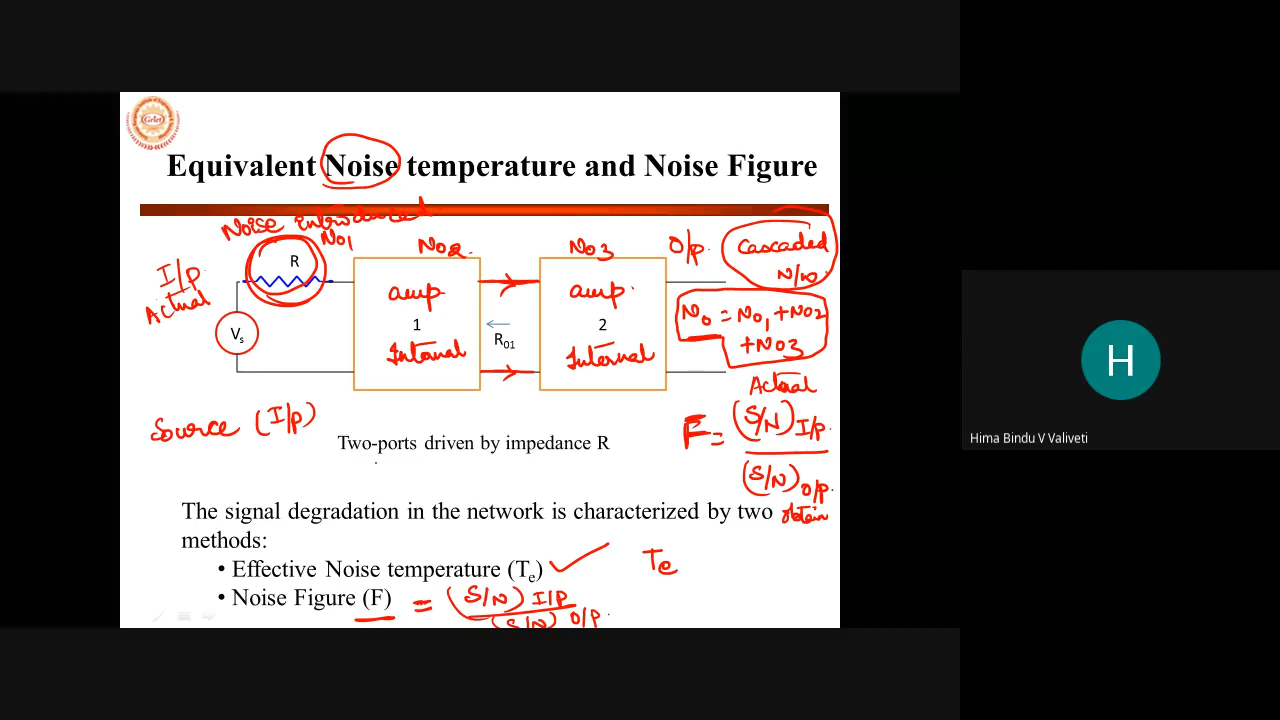 Griet
Equivalent Noise temperature and Noise Figure
Noise introduced
I/p
Actual
R
No1
No2
No3
O/p
Cascaded
N/w
Vs
amp
1
Internal
R01
amp
2
Internal
No = No1 + No2
+ No3
Actual
Source (I/p)
Two-ports driven by impedance R
F = (S/N) I/p
(S/N) O/p
obtain
The signal degradation in the network is characterized by two
methods:
• Effective Noise temperature (Te)
Te
• Noise Figure (F) = (S/N) I/p
(S/N) O/p
H
Hima Bindu V Valiveti